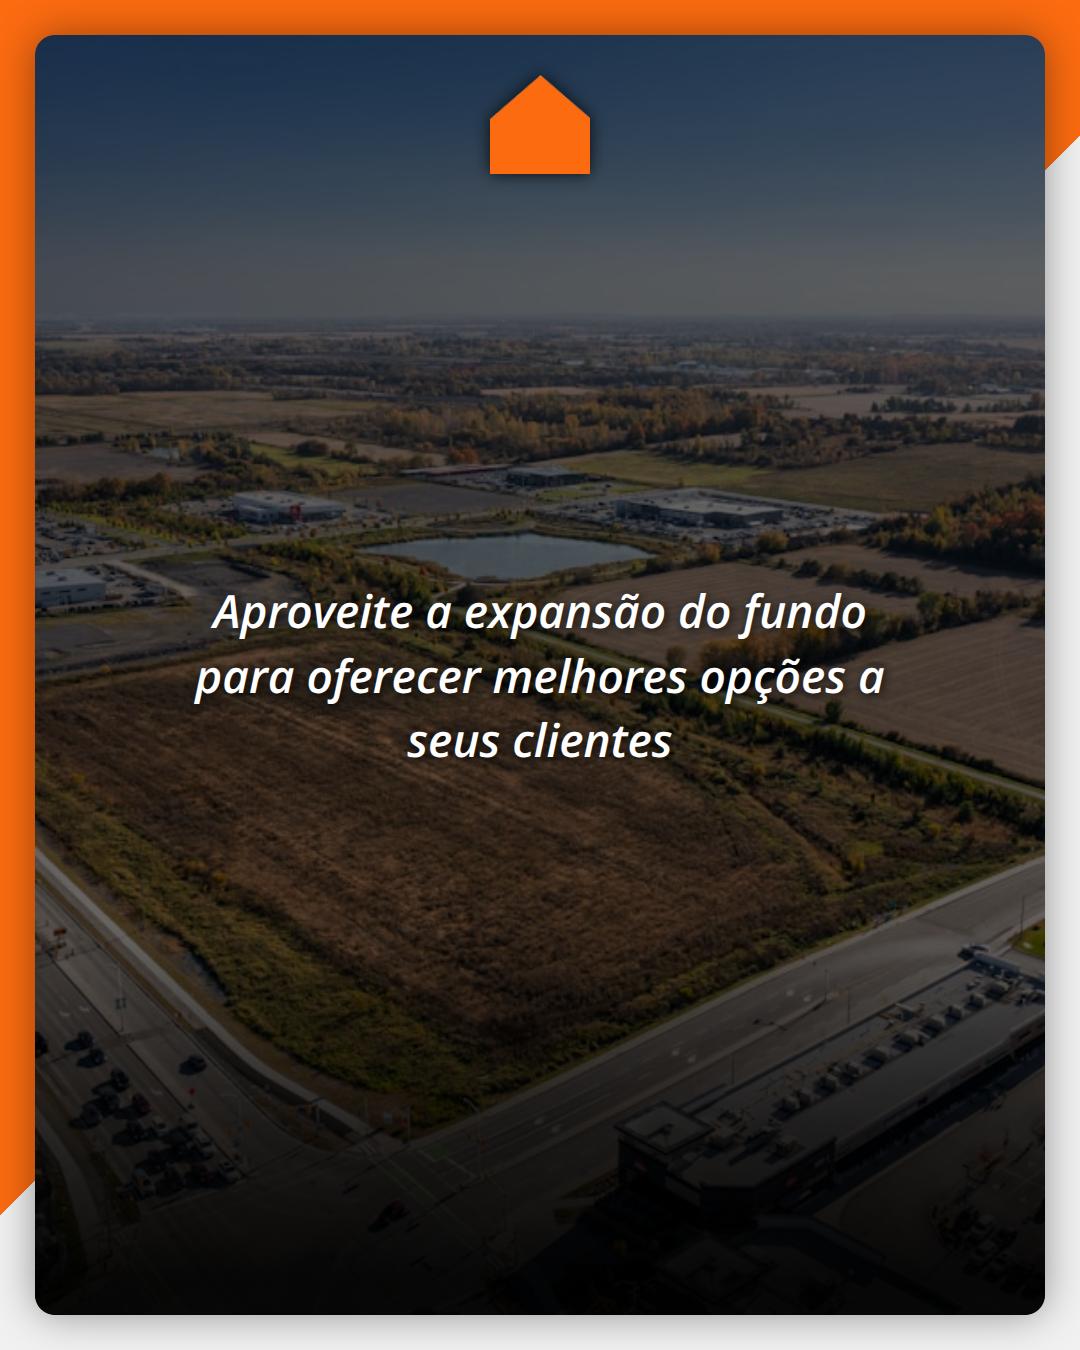 Aproveite a expansão do fundo
para oferecer melhores opções a
seus clientes